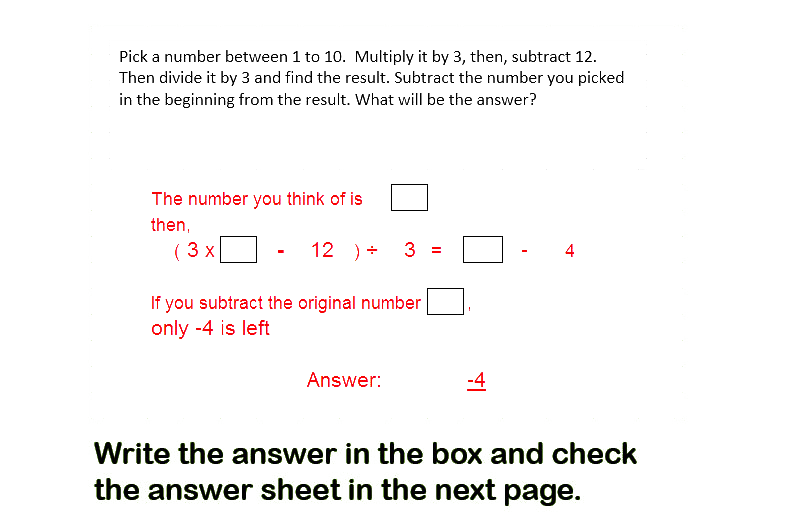 Pick a number between 1 to 10.  Multiply it by 3, then, subtract 12.
Then divide it by 3 and find the result. Subtract the number you picked
in the beginning from the result. What will be the answer?
The number you think of is
then,
( 3 x - 12 ) ÷ 3 = - 4
If you subtract the original number ,
only -4 is left
Answer: -4
Write the answer in the box and check
the answer sheet in the next page.